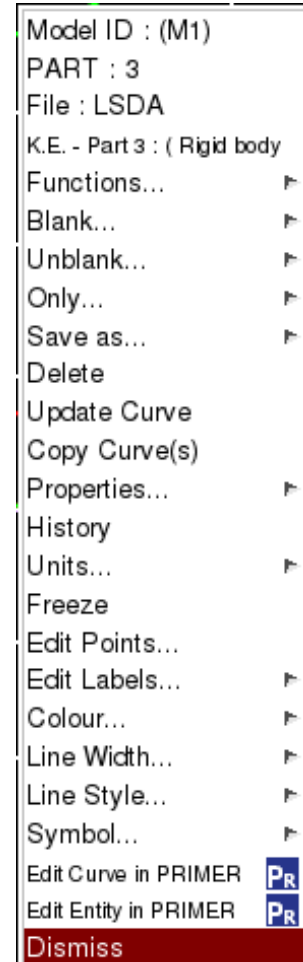 Model ID : (M1)
PART : 3
File : LSDA
K.E. - Part 3 : ( Rigid body
Functions...
Blank...
Unblank...
Only...
Save as...
Delete
Update Curve
Copy Curve(s)
Properties...
History
Units...
Freeze
Edit Points...
Edit Labels...
Colour...
Line Width...
Line Style...
Symbol...
Edit Curve in PRIMER PR
Edit Entity in PRIMER PR
Dismiss